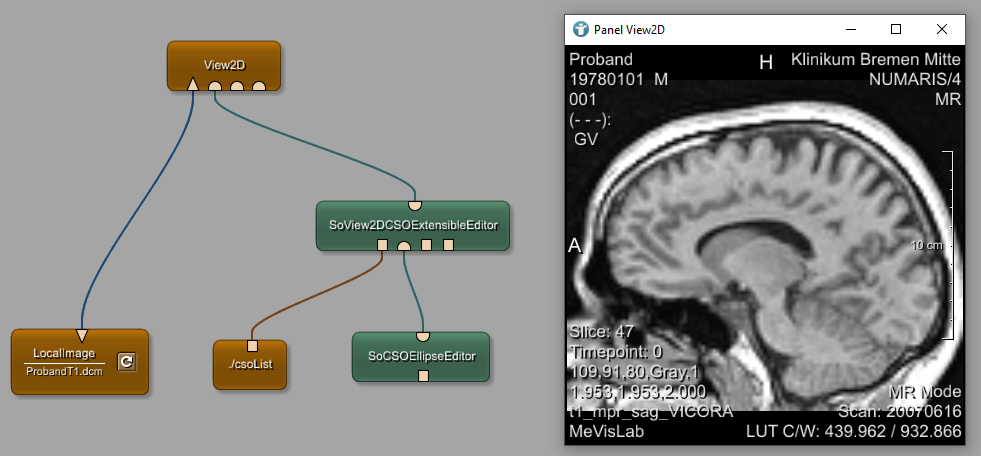 View2D
SoView2DCSOExtensibleEditor
LocalImage
ProbandT1.dcm
./csoList
SoCSOEllipseEditor
Panel View2D
Proband
H
Klinikum Bremen Mitte
19780101 M
NUMARIS/4
001
MR
(- - -):
GV
A
10 cm
Slice: 47
Timepoint: 0
109,91,80,Gray,1
1.953,1.953,2.000
MR Mode
t1_mpr_sag_VICORA
Scan: 20070616
MeVisLab
LUT C/W: 439.962 / 932.866